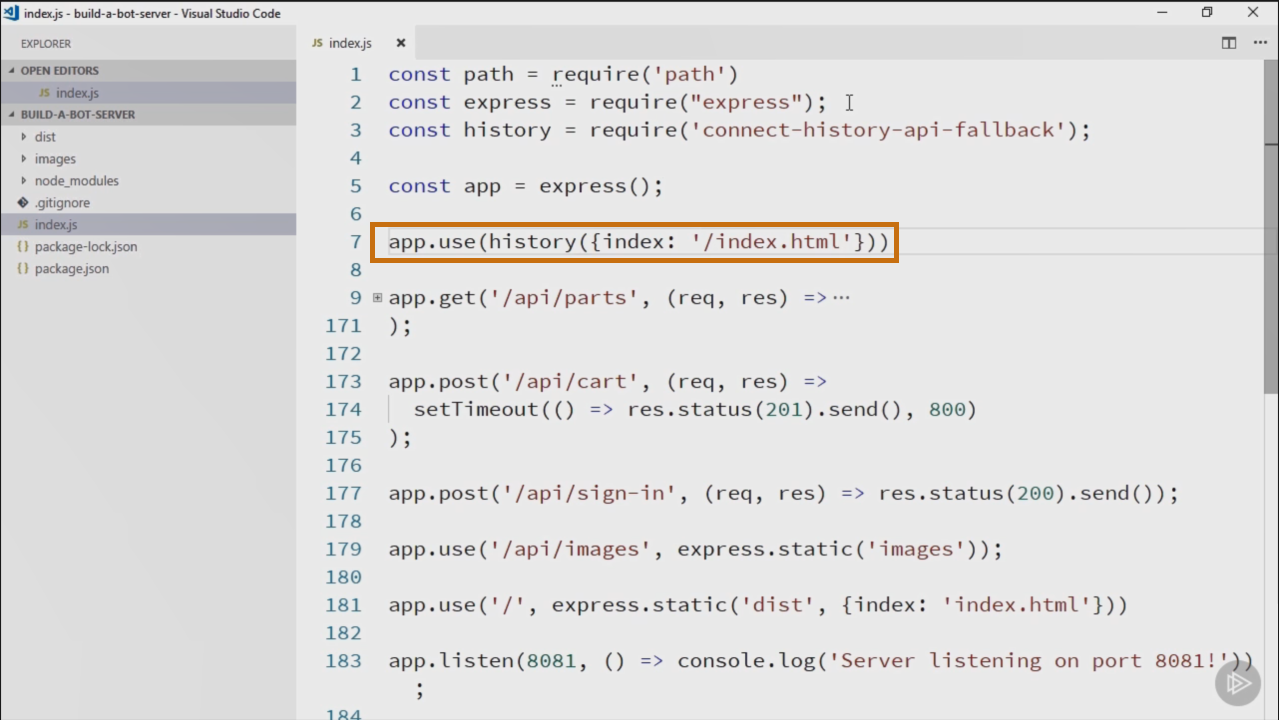 index.js - build-a-bot-server - Visual Studio Code
EXPLORER
OPEN EDITORS
JS index.js
BUILD-A-BOT-SERVER
dist
images
node_modules
.gitignore
JS index.js
{ } package-lock.json
{ } package.json
JS index.js
1 const path = require('path')
2 const express = require("express");
3 const history = require('connect-history-api-fallback');
4
5 const app = express();
6
7 app.use(history({index: '/index.html'}))
8
9 app.get('/api/parts', (req, res) =>···
171 );
172
173 app.post('/api/cart', (req, res) =>
174 setTimeout(() => res.status(201).send(), 800)
175 );
176
177 app.post('/api/sign-in', (req, res) => res.status(200).send());
178
179 app.use('/api/images', express.static('images'));
180
181 app.use('/', express.static('dist', {index: 'index.html'}))
182
183 app.listen(8081, () => console.log('Server listening on port 8081!'))
;
184